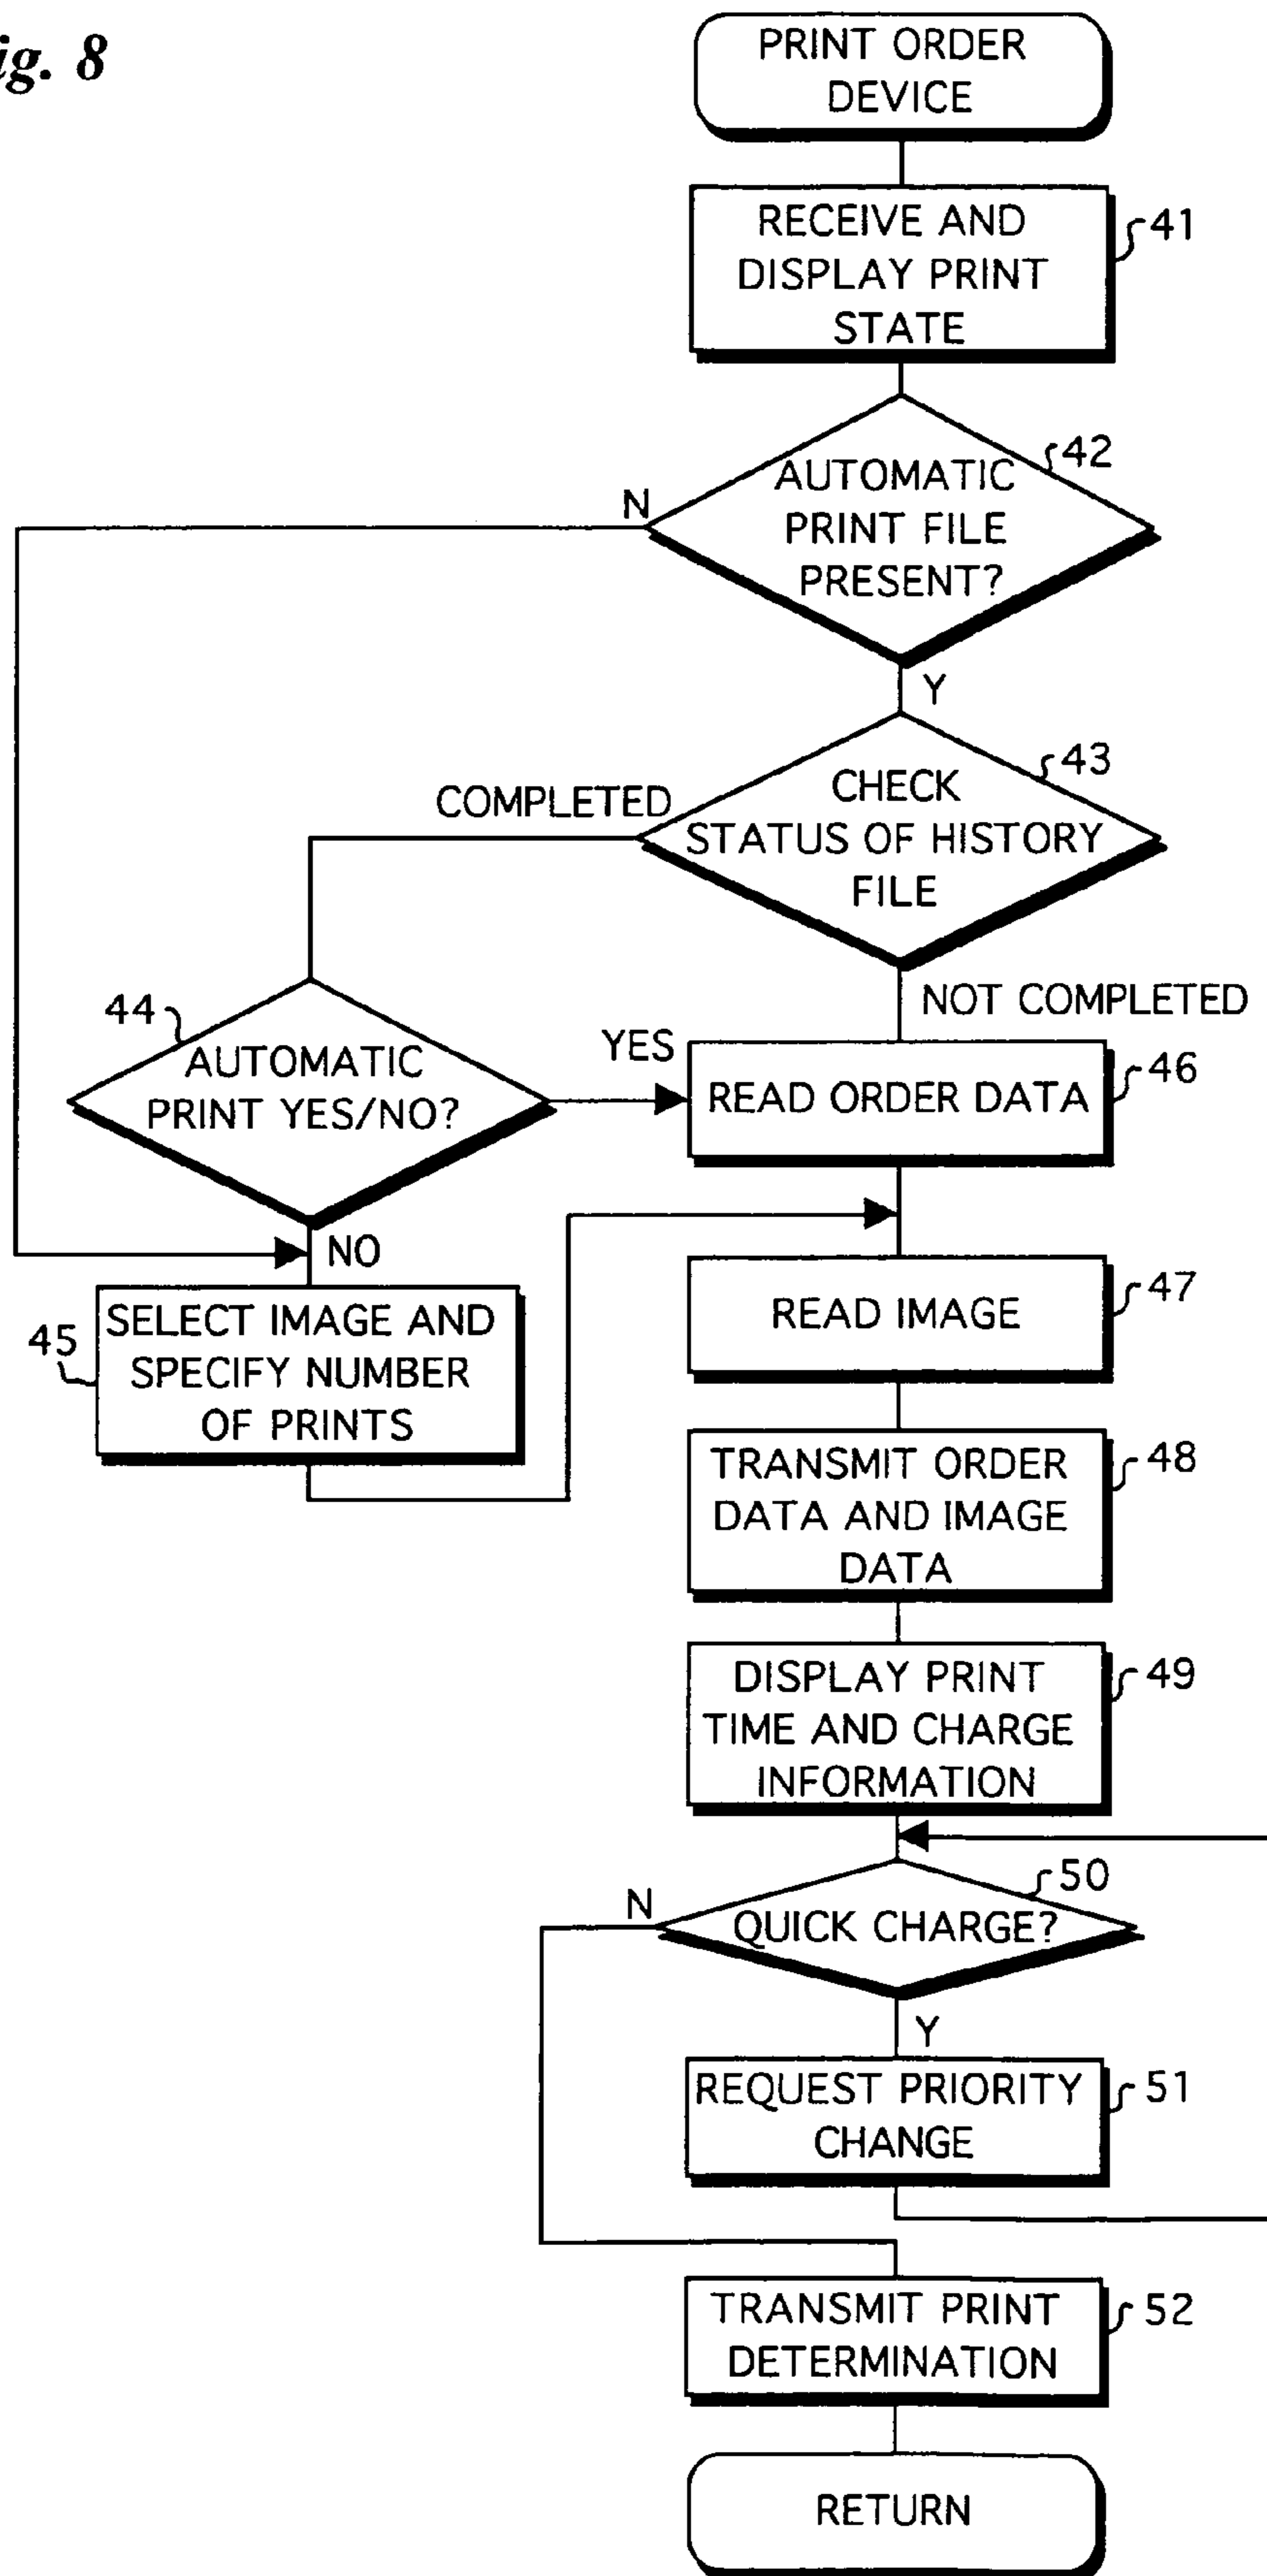 ig. 8
PRINT ORDER
DEVICE
RECEIVE AND
DISPLAY PRINT
STATE
41
AUTOMATIC
PRINT FILE
PRESENT?
42
N
Y
CHECK
STATUS OF HISTORY
FILE
43
COMPLETED
NOT COMPLETED
44
AUTOMATIC
PRINT YES/NO?
YES
READ ORDER DATA
46
NO
45
SELECT IMAGE AND
SPECIFY NUMBER
OF PRINTS
READ IMAGE
47
TRANSMIT ORDER
DATA AND IMAGE
DATA
48
DISPLAY PRINT
TIME AND CHARGE
INFORMATION
49
N
QUICK CHARGE?
50
Y
REQUEST PRIORITY
CHANGE
51
TRANSMIT PRINT
DETERMINATION
52
RETURN